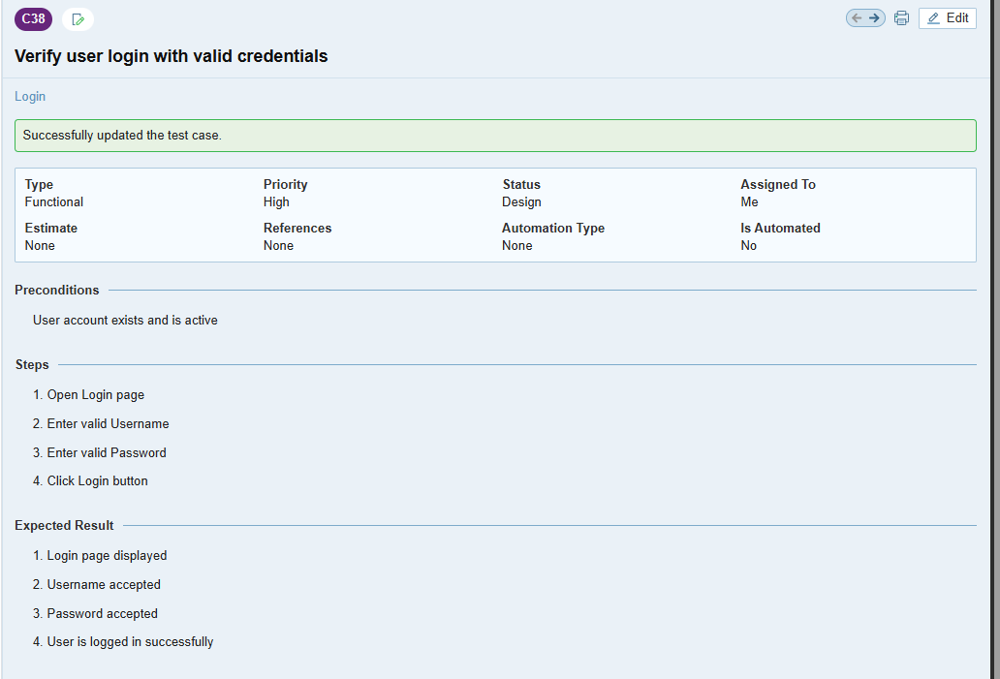 C38
Edit
Verify user login with valid credentials
Login
Successfully updated the test case.
Type Priority Status Assigned To
Functional High Design Me
Estimate References Automation Type Is Automated
None None None No
Preconditions
User account exists and is active
Steps
1. Open Login page
2. Enter valid Username
3. Enter valid Password
4. Click Login button
Expected Result
1. Login page displayed
2. Username accepted
3. Password accepted
4. User is logged in successfully